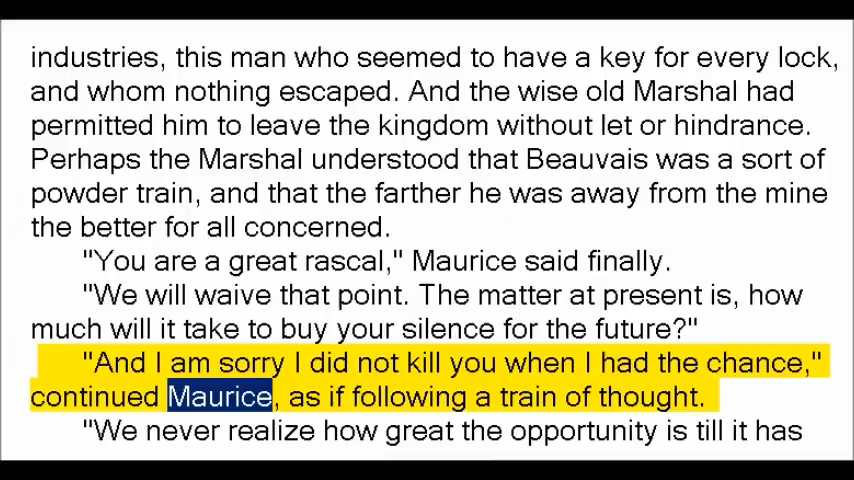 industries, this man who seemed to have a key for every lock,
and whom nothing escaped. And the wise old Marshal had
permitted him to leave the kingdom without let or hindrance.
Perhaps the Marshal understood that Beauvais was a sort of
powder train, and that the farther he was away from the mine
the better for all concerned.
"You are a great rascal," Maurice said finally.
"We will waive that point. The matter at present is, how
much will it take to buy your silence for the future?"
"And I am sorry I did not kill you when I had the chance,"
continued Maurice, as if following a train of thought.
"We never realize how great the opportunity is till it has